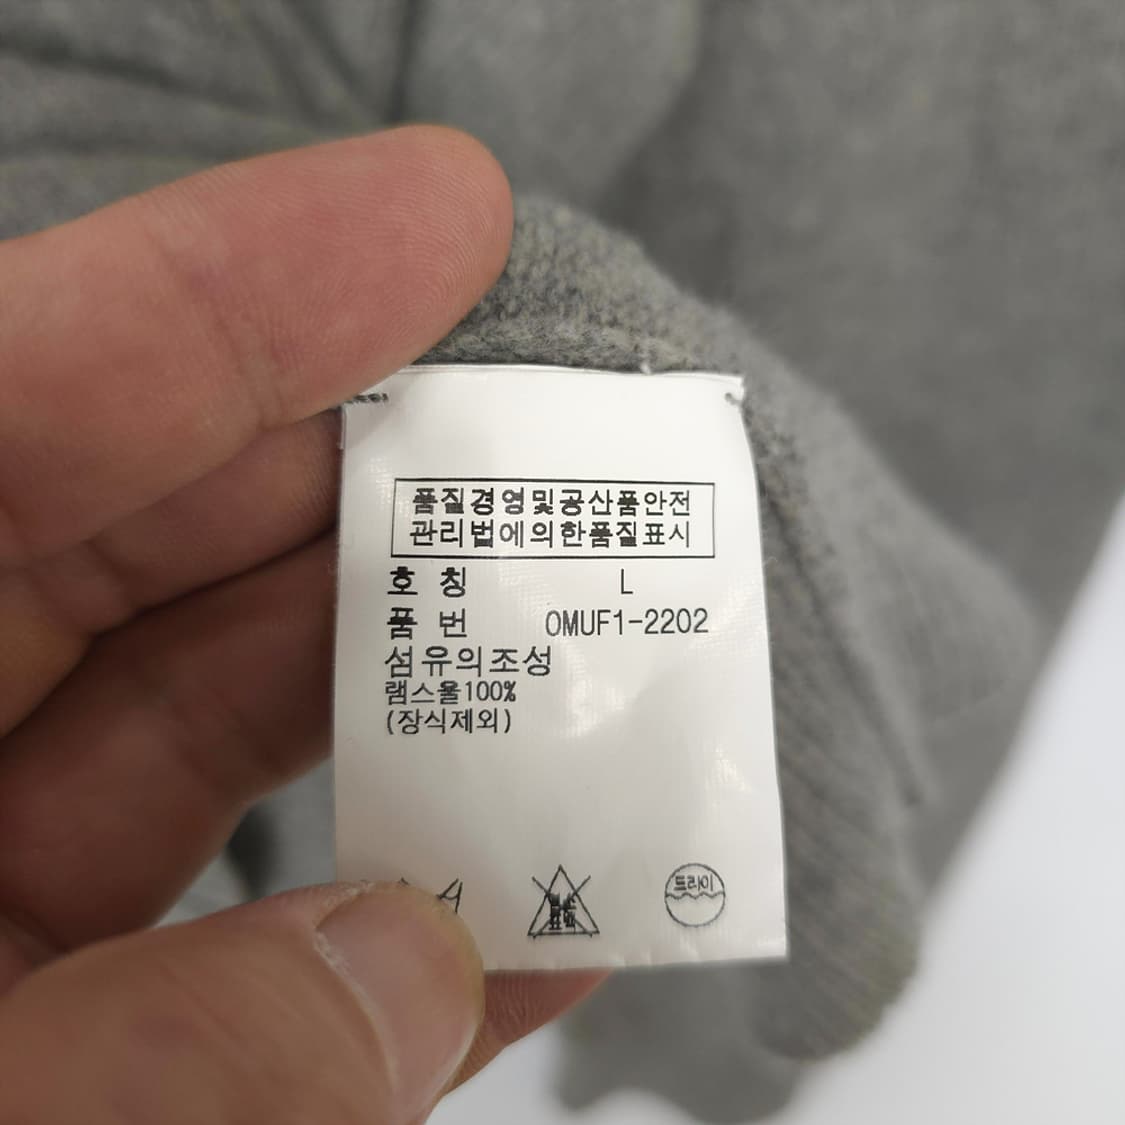 품질경영및공산품안전
관리법에의한품질표시
호 칭 L
품 번 OMUF1-2202
섬유의조성
램스울100%
(장식제외)
드라이